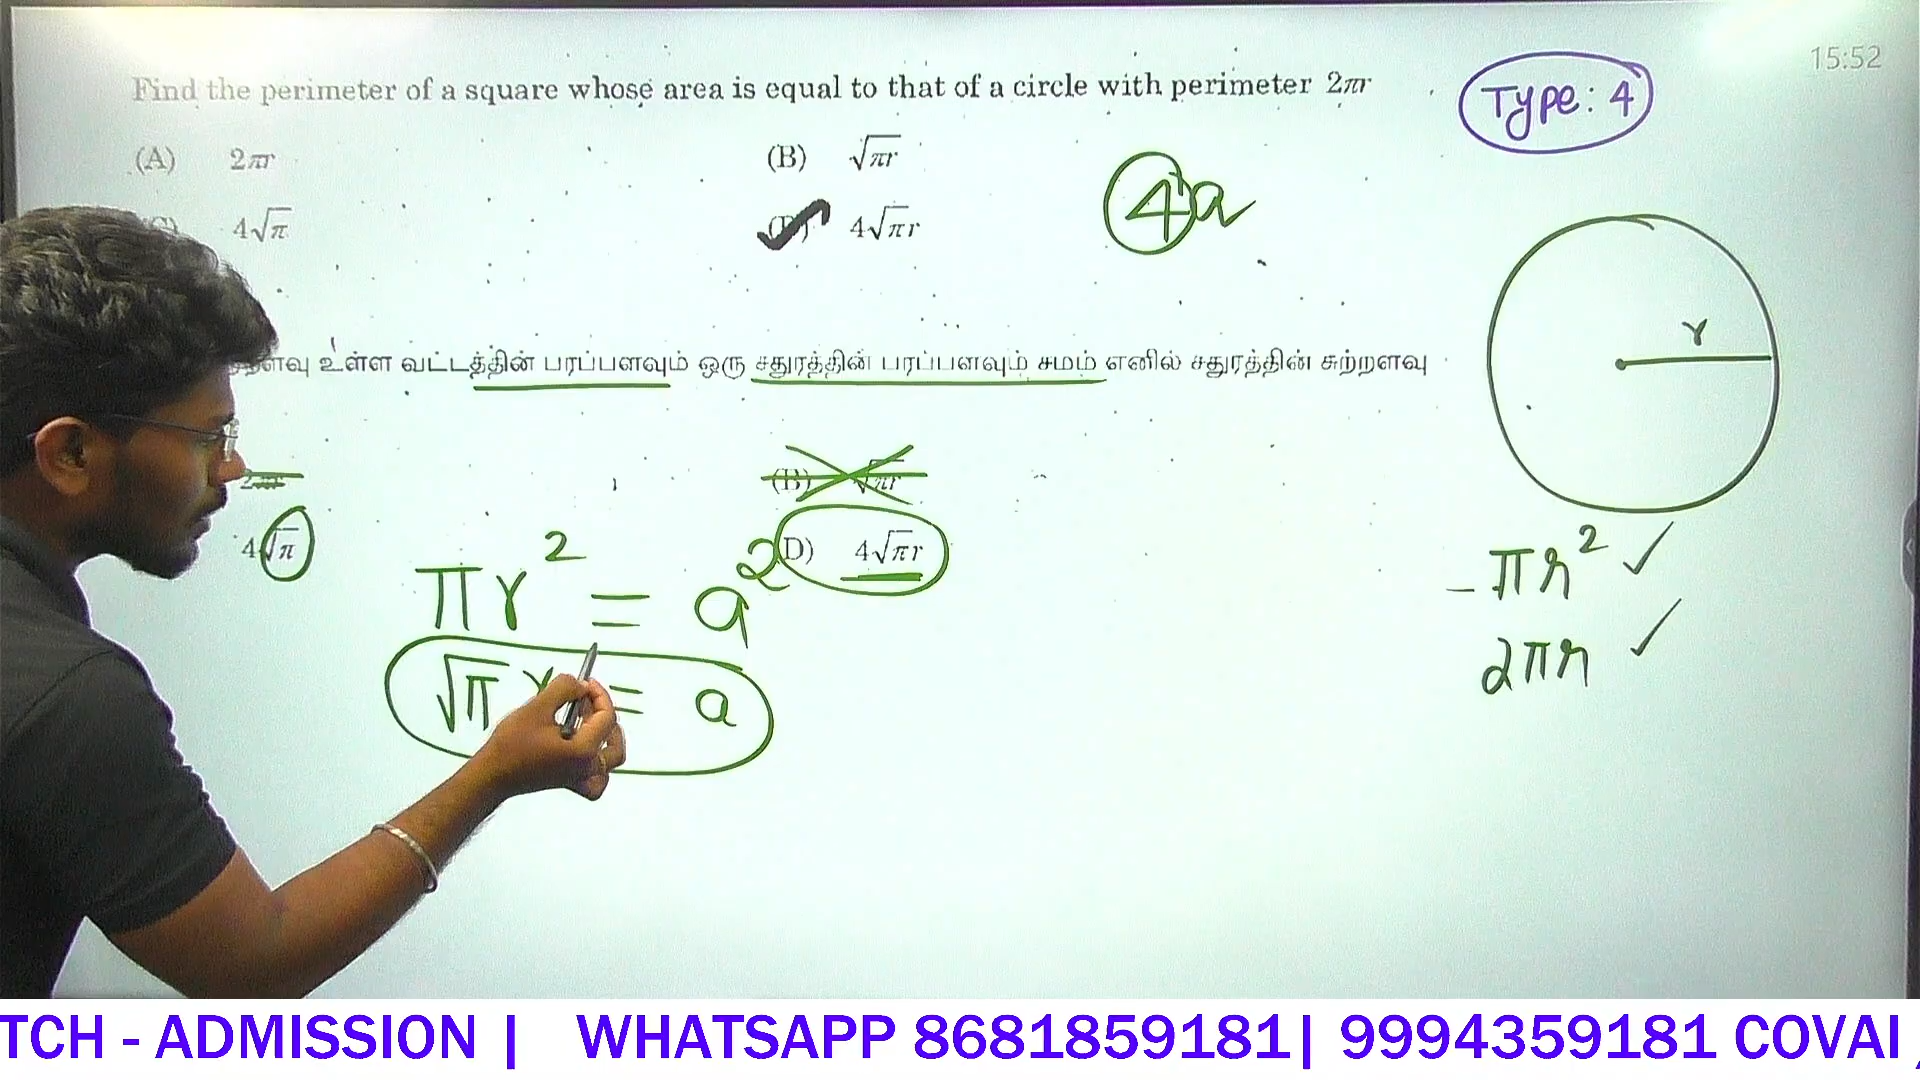 15:52
Find the perimeter of a square whose area is equal to that of a circle with perimeter 2πr
Type: 4
(A) 2πr (B) √πr
4√π 4√πr
4a
r
உள்ள வட்டத்தின் பரப்பளவும் ஒரு சதுரத்தின் பரப்பளவும் சமம் எனில் சதுரத்தின் சுற்றளவு
(B) √πr
4√π D) 4√πr
πr² = a²
√π r = a
πr² ✓
2πr ✓
TCH - ADMISSION | WHATSAPP 8681859181| 9994359181 COVAI